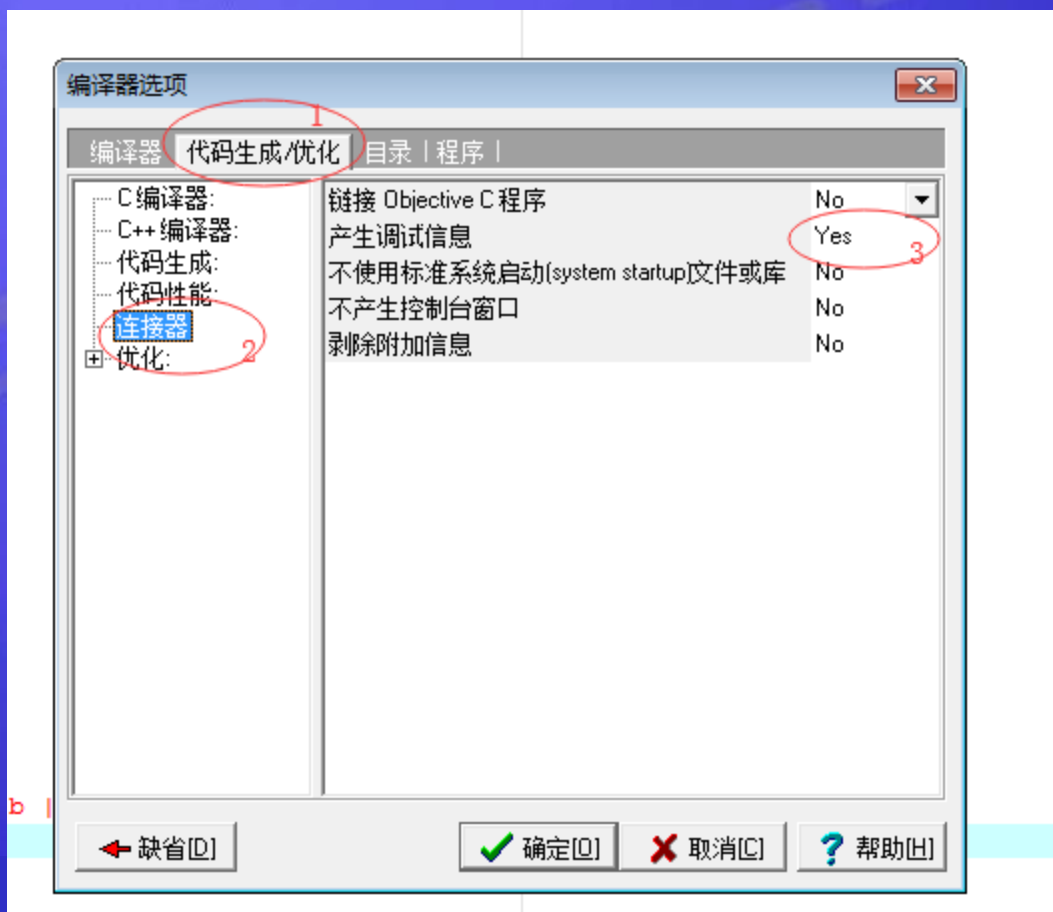 编译器选项
1
编译器 代码生成/优化 目录 | 程序 |
C 编译器:
C++ 编译器:
代码生成:
代码性能:
连接器
2
优化:
链接 Objective C 程序 No
产生调试信息 Yes
3
不使用标准系统启动(system startup)文件或库 No
不产生控制台窗口 No
剥除附加信息 No
b |
缺省[D] 确定[O] 取消[C] 帮助[H]